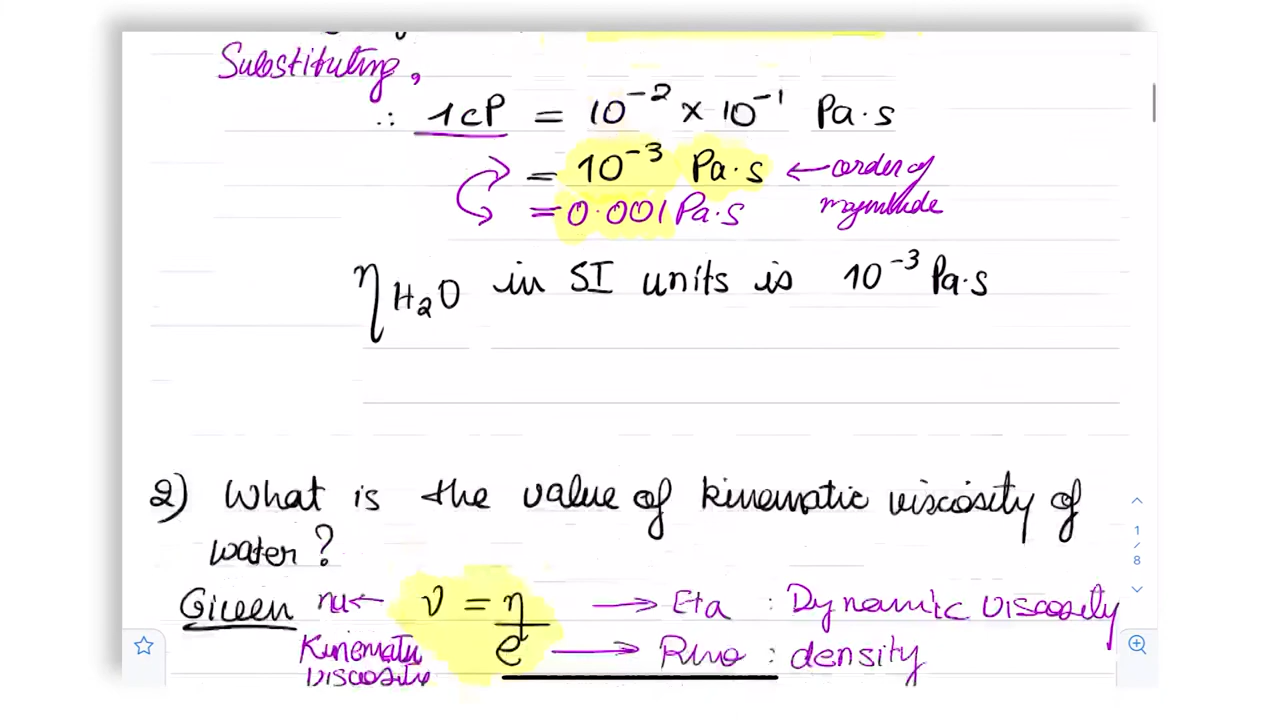 Substituting,
∴ 1cP = 10⁻² × 10⁻¹ Pa·s
= 10⁻³ Pa·s ← order of
= 0.001 Pa·s magnitude
η H₂O in SI units is 10⁻³ Pa·s
2) What is the value of kinematic viscosity of
water?
Given nu ← ν = η → Eta : Dynamic viscosity
Kinematic ρ → Rho : density
viscosity
1
/
8